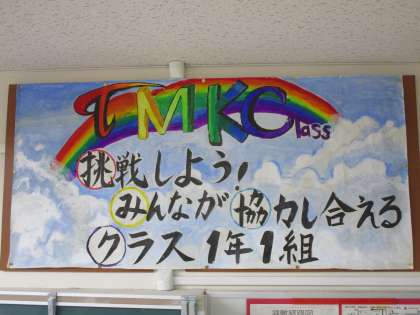 TMKClass
挑戦しよう!
みんなが協力し合える
クラス1年1組